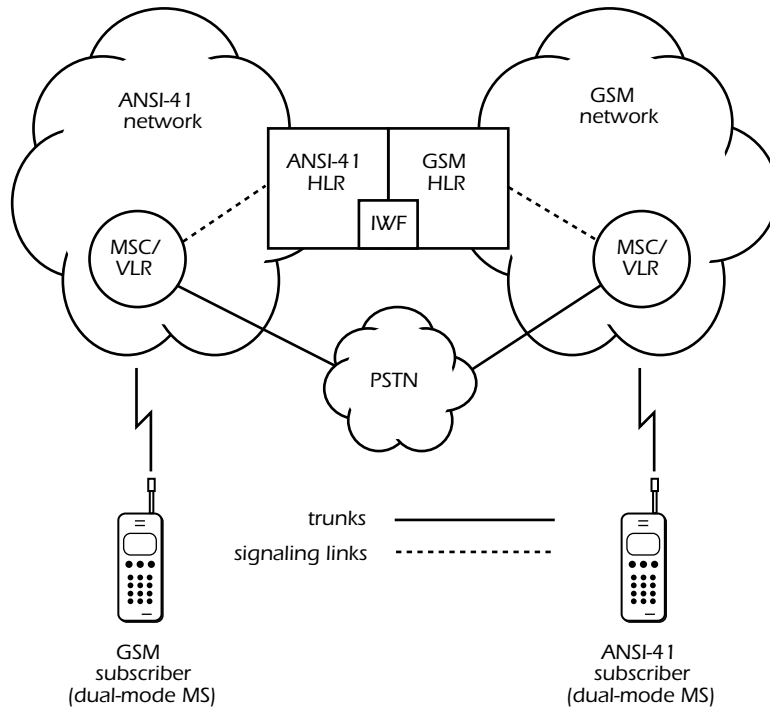 ANSI-41
network
GSM
network
ANSI-41
HLR
GSM
HLR
IWF
MSC/
VLR
MSC/
VLR
PSTN
trunks
signaling links
GSM
subscriber
(dual-mode MS)
ANSI-41
subscriber
(dual-mode MS)